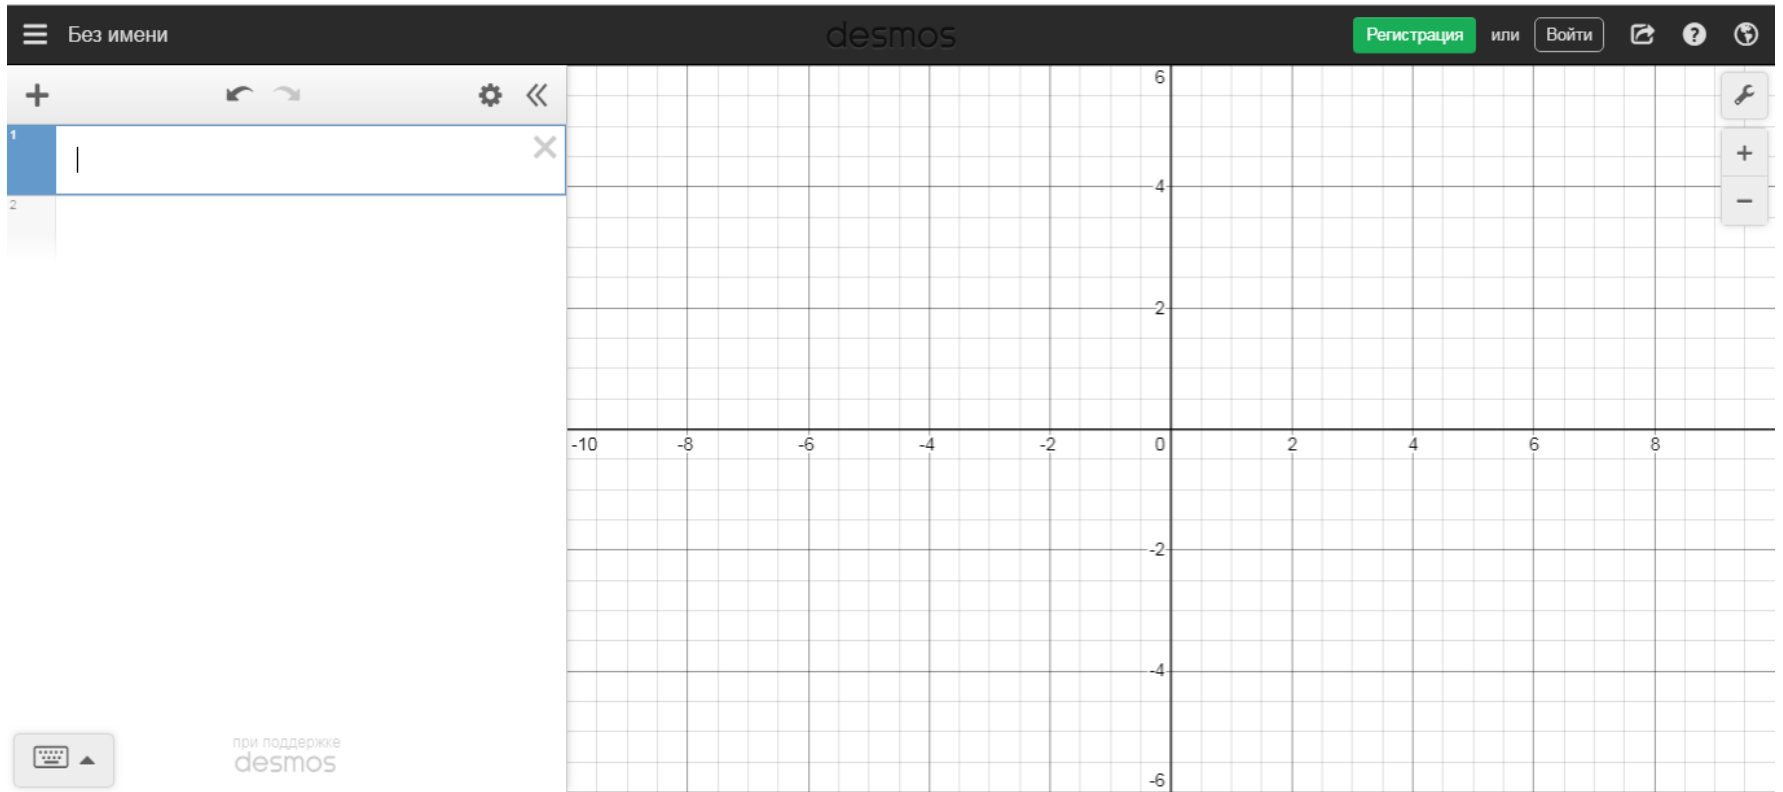 Без имени
desmos
Регистрация или Войти
1
2
при поддержке
desmos
6
4
2
-10 -8 -6 -4 -2 0 2 4 6 8
-2
-4
-6